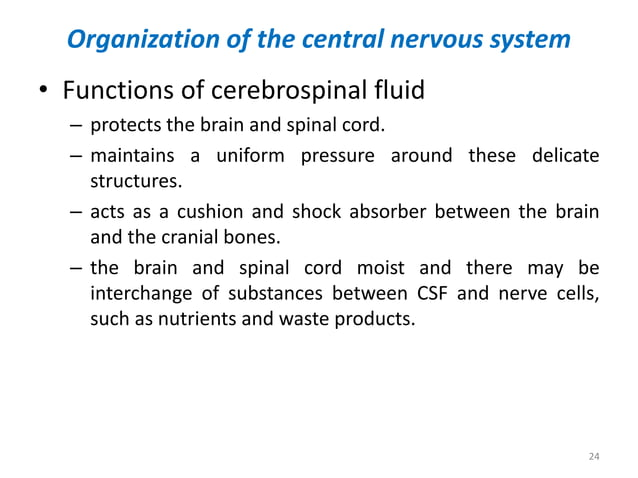 Organization of the central nervous system
• Functions of cerebrospinal fluid
– protects the brain and spinal cord.
– maintains a uniform pressure around these delicate
structures.
– acts as a cushion and shock absorber between the brain
and the cranial bones.
– the brain and spinal cord moist and there may be
interchange of substances between CSF and nerve cells,
such as nutrients and waste products.
24